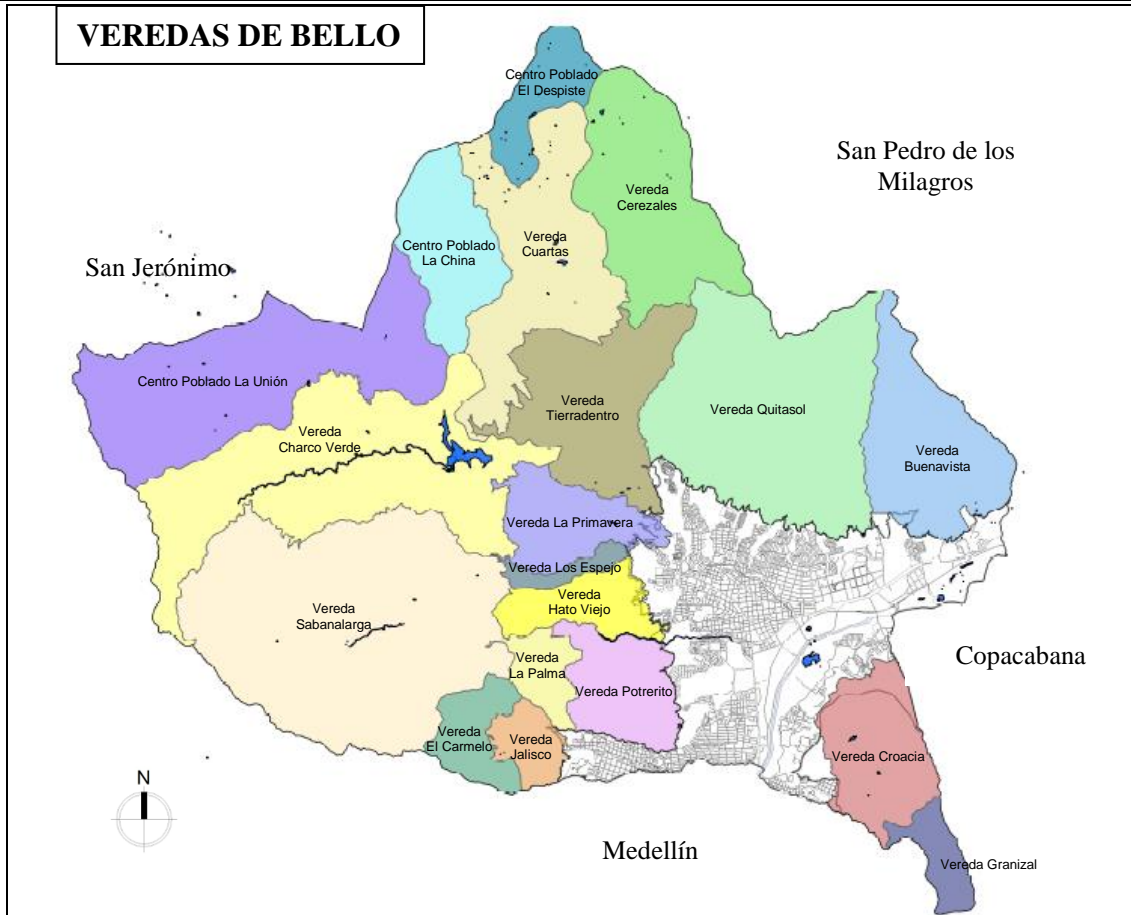 VEREDAS DE BELLO
Centro Poblado
El Despiste
San Pedro de los
Milagros
Vereda
Cerezales
Vereda
Cuartas
Centro Poblado
La China
San Jerónimo
Centro Poblado La Unión
Vereda
Tierradentro
Vereda Quitasol
Vereda
Charco Verde
Vereda
Buenavista
Vereda La Primavera
Vereda Los Espejo
Vereda
Hato Viejo
Vereda
Sabanalarga
Vereda
La Palma
Copacabana
Vereda Potrerito
Vereda
El Carmelo
Vereda
Jalisco
Vereda Croacia
N
Medellín
Vereda Granizal